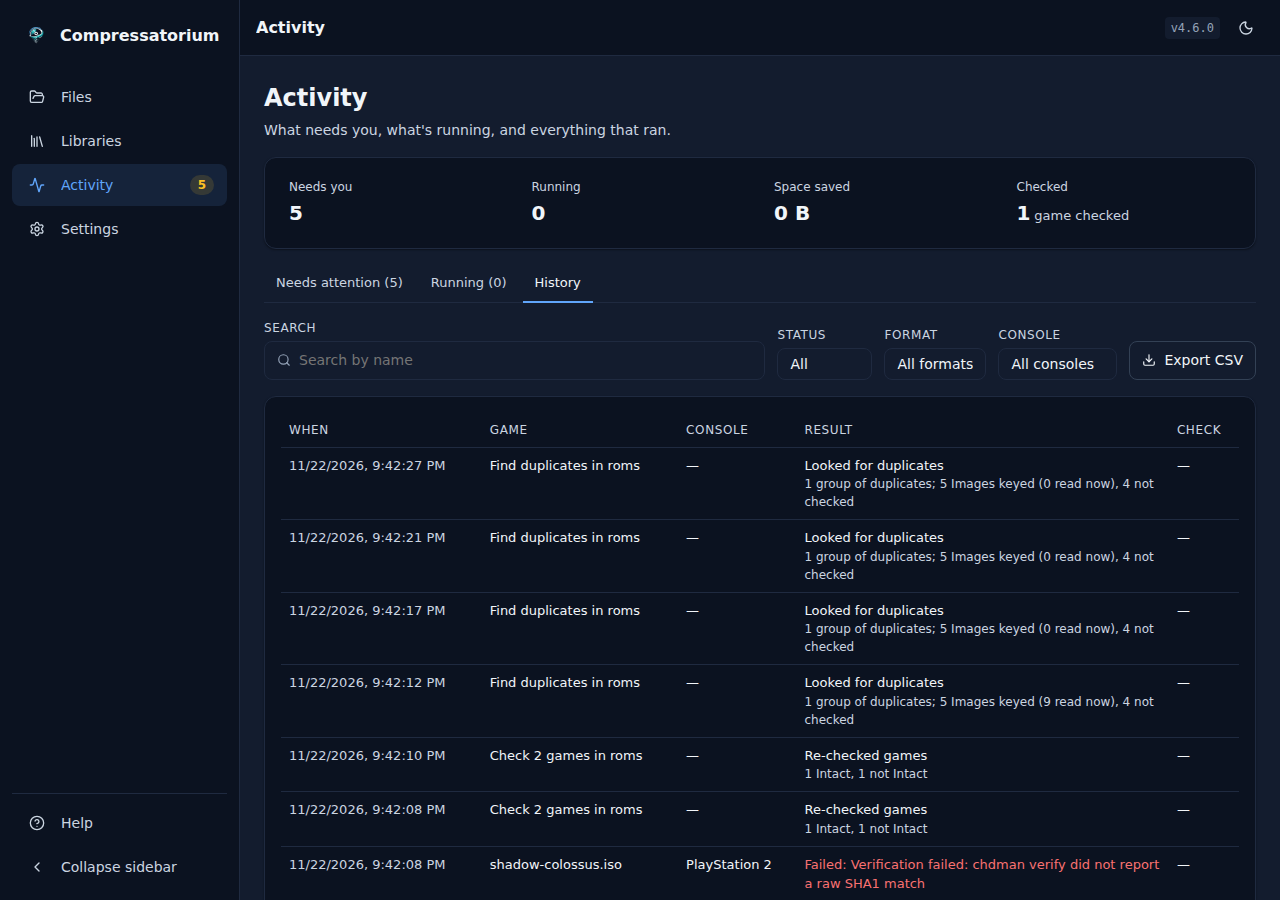 Compressatorium
Files
Libraries
Activity 5
Settings
Help
Collapse sidebar
Activity
v4.6.0
Activity
What needs you, what's running, and everything that ran.
Needs you Running Space saved Checked
5 0 0 B 1 game checked
Needs attention (5) Running (0) History
SEARCH STATUS FORMAT CONSOLE
Search by name All All formats All consoles Export CSV
WHEN GAME CONSOLE RESULT CHECK
11/22/2026, 9:42:27 PM Find duplicates in roms — Looked for duplicates —
1 group of duplicates; 5 Images keyed (0 read now), 4 not
checked
11/22/2026, 9:42:21 PM Find duplicates in roms — Looked for duplicates —
1 group of duplicates; 5 Images keyed (0 read now), 4 not
checked
11/22/2026, 9:42:17 PM Find duplicates in roms — Looked for duplicates —
1 group of duplicates; 5 Images keyed (0 read now), 4 not
checked
11/22/2026, 9:42:12 PM Find duplicates in roms — Looked for duplicates —
1 group of duplicates; 5 Images keyed (9 read now), 4 not
checked
11/22/2026, 9:42:10 PM Check 2 games in roms — Re-checked games —
1 Intact, 1 not Intact
11/22/2026, 9:42:08 PM Check 2 games in roms — Re-checked games —
1 Intact, 1 not Intact
11/22/2026, 9:42:08 PM shadow-colossus.iso PlayStation 2 Failed: Verification failed: chdman verify did not report —
a raw SHA1 match